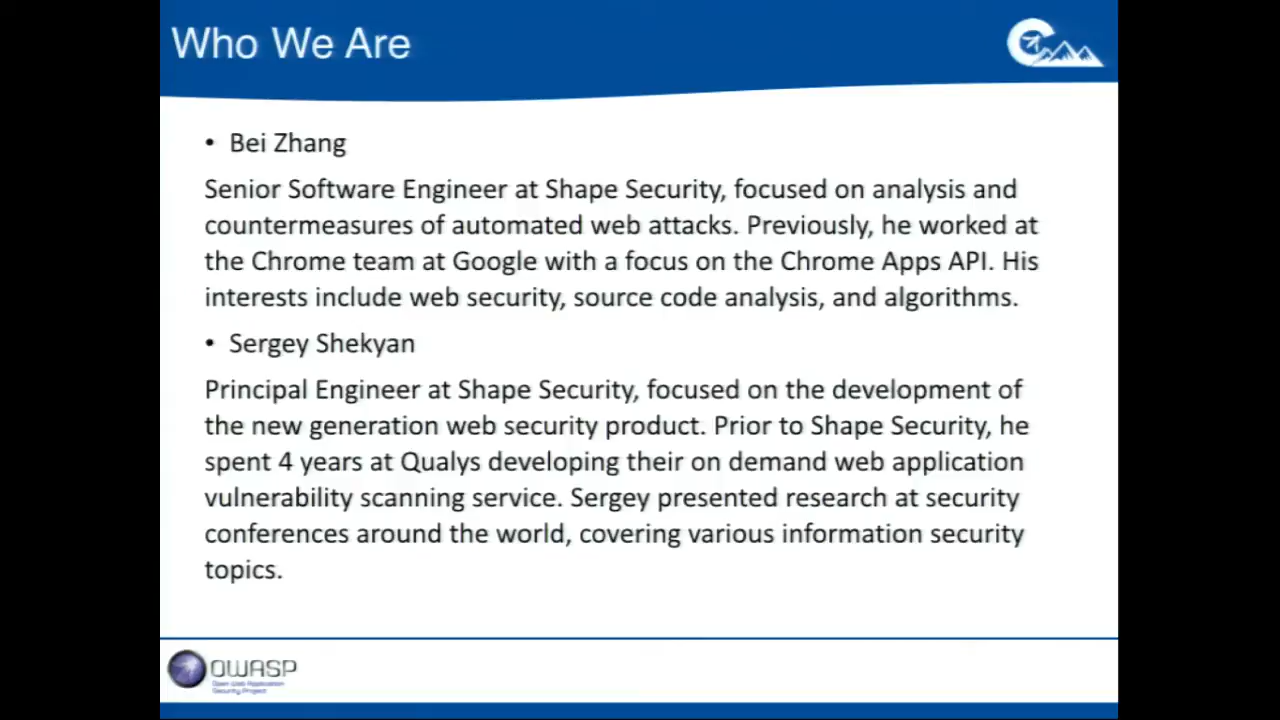 Who We Are
• Bei Zhang
Senior Software Engineer at Shape Security, focused on analysis and
countermeasures of automated web attacks. Previously, he worked at
the Chrome team at Google with a focus on the Chrome Apps API. His
interests include web security, source code analysis, and algorithms.
• Sergey Shekyan
Principal Engineer at Shape Security, focused on the development of
the new generation web security product. Prior to Shape Security, he
spent 4 years at Qualys developing their on demand web application
vulnerability scanning service. Sergey presented research at security
conferences around the world, covering various information security
topics.
OWASP
Open Web Application
Security Project